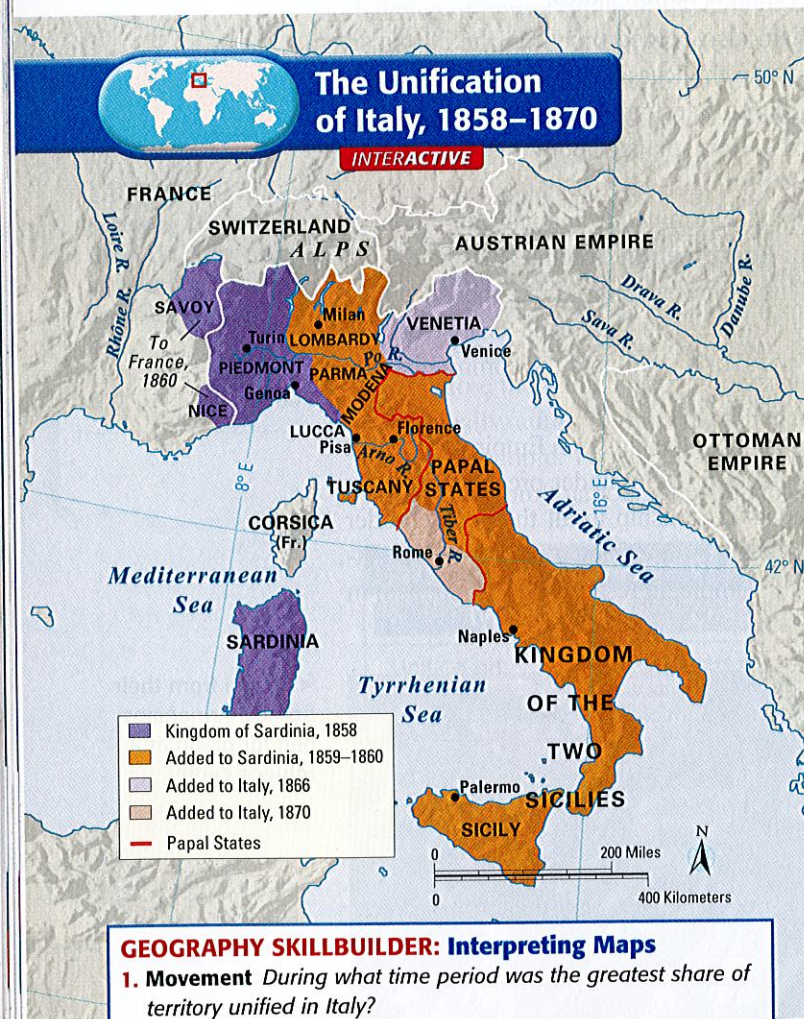 The Unification
of Italy, 1858–1870
INTERACTIVE
50° N
FRANCE
Loire R.
SWITZERLAND
ALPS
AUSTRIAN EMPIRE
Rhône R.
Drava R.
Danube R.
Sava R.
SAVOY
Milan
VENETIA
To
France,
1860
Turin
LOMBARDY
Po R.
Venice
PIEDMONT
PARMA
MODENA
Genoa
NICE
LUCCA
Florence
Pisa
Arno R.
OTTOMAN
EMPIRE
8° E
TUSCANY
PAPAL
STATES
16° E
Adriatic Sea
CORSICA
(Fr.)
Tiber R.
Rome
42° N
Mediterranean
Sea
SARDINIA
Naples
KINGDOM
OF THE
TWO
SICILIES
Tyrrhenian
Sea
Palermo
SICILY
Kingdom of Sardinia, 1858
Added to Sardinia, 1859–1860
Added to Italy, 1866
Added to Italy, 1870
Papal States
N
0 200 Miles
0 400 Kilometers
GEOGRAPHY SKILLBUILDER: Interpreting Maps
1. Movement During what time period was the greatest share of
territory unified in Italy?